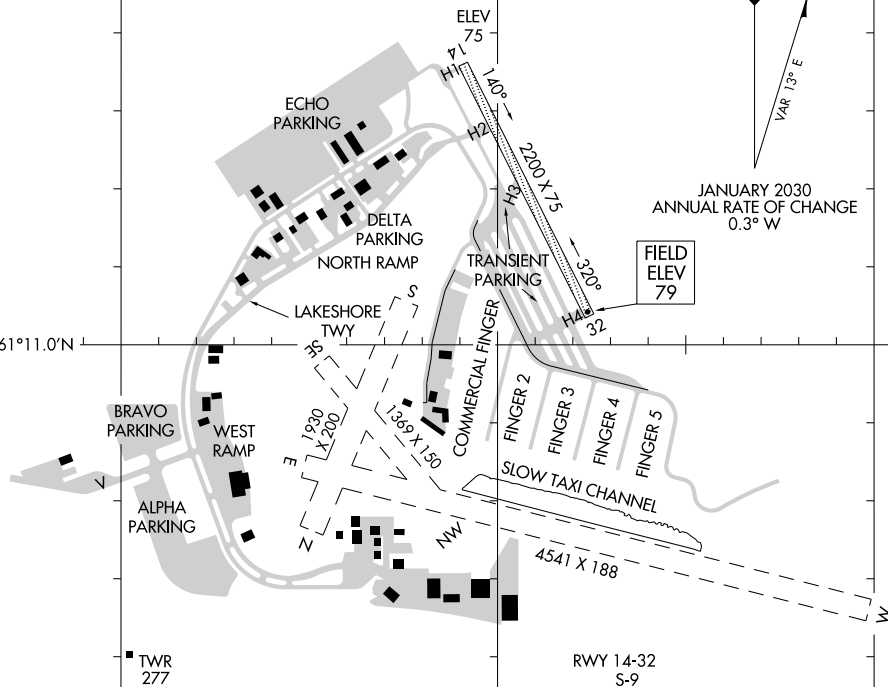 ELEV
75
14
H1
140°
VAR 13° E
ECHO
PARKING
H2
2200 X 75
JANUARY 2030
ANNUAL RATE OF CHANGE
0.3° W
H3
DELTA
PARKING
NORTH RAMP
TRANSIENT
PARKING
320°
FIELD
ELEV
79
LAKESHORE
TWY
S
H4
32
61°11.0'N
SE
COMMERCIAL FINGER
BRAVO
PARKING
WEST
RAMP
1930
X 200
1369 X 150
FINGER 2
FINGER 3
FINGER 4
FINGER 5
E
SLOW TAXI CHANNEL
V
ALPHA
PARKING
N
NW
4541 X 188
W
TWR
277
RWY 14-32
S-9